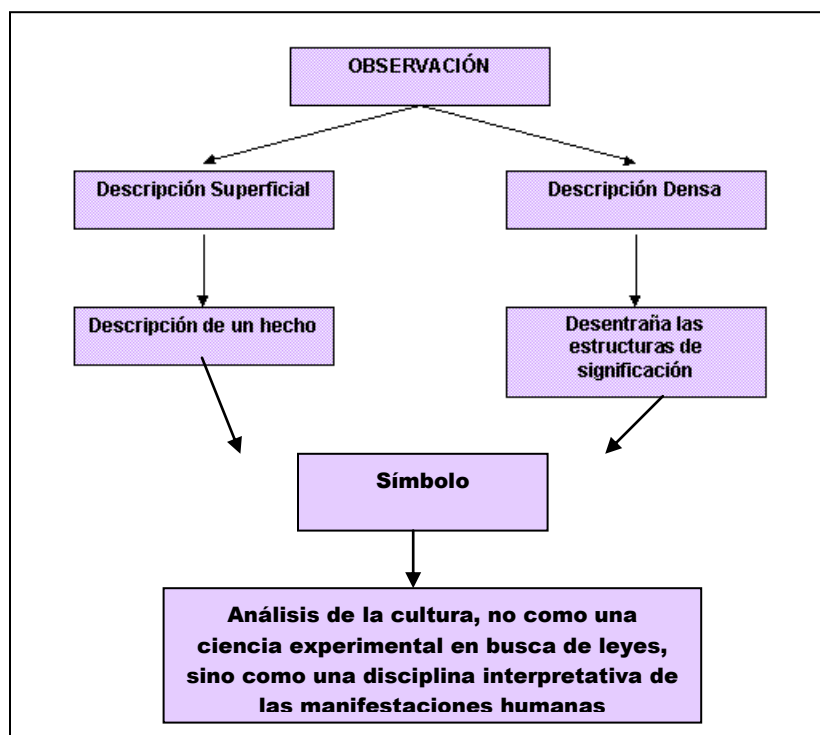 OBSERVACIÓN
Descripción Superficial
Descripción Densa
Descripción de un hecho
Desentraña las
estructuras de
significación
Símbolo
Análisis de la cultura, no como una
ciencia experimental en busca de leyes,
sino como una disciplina interpretativa de
las manifestaciones humanas